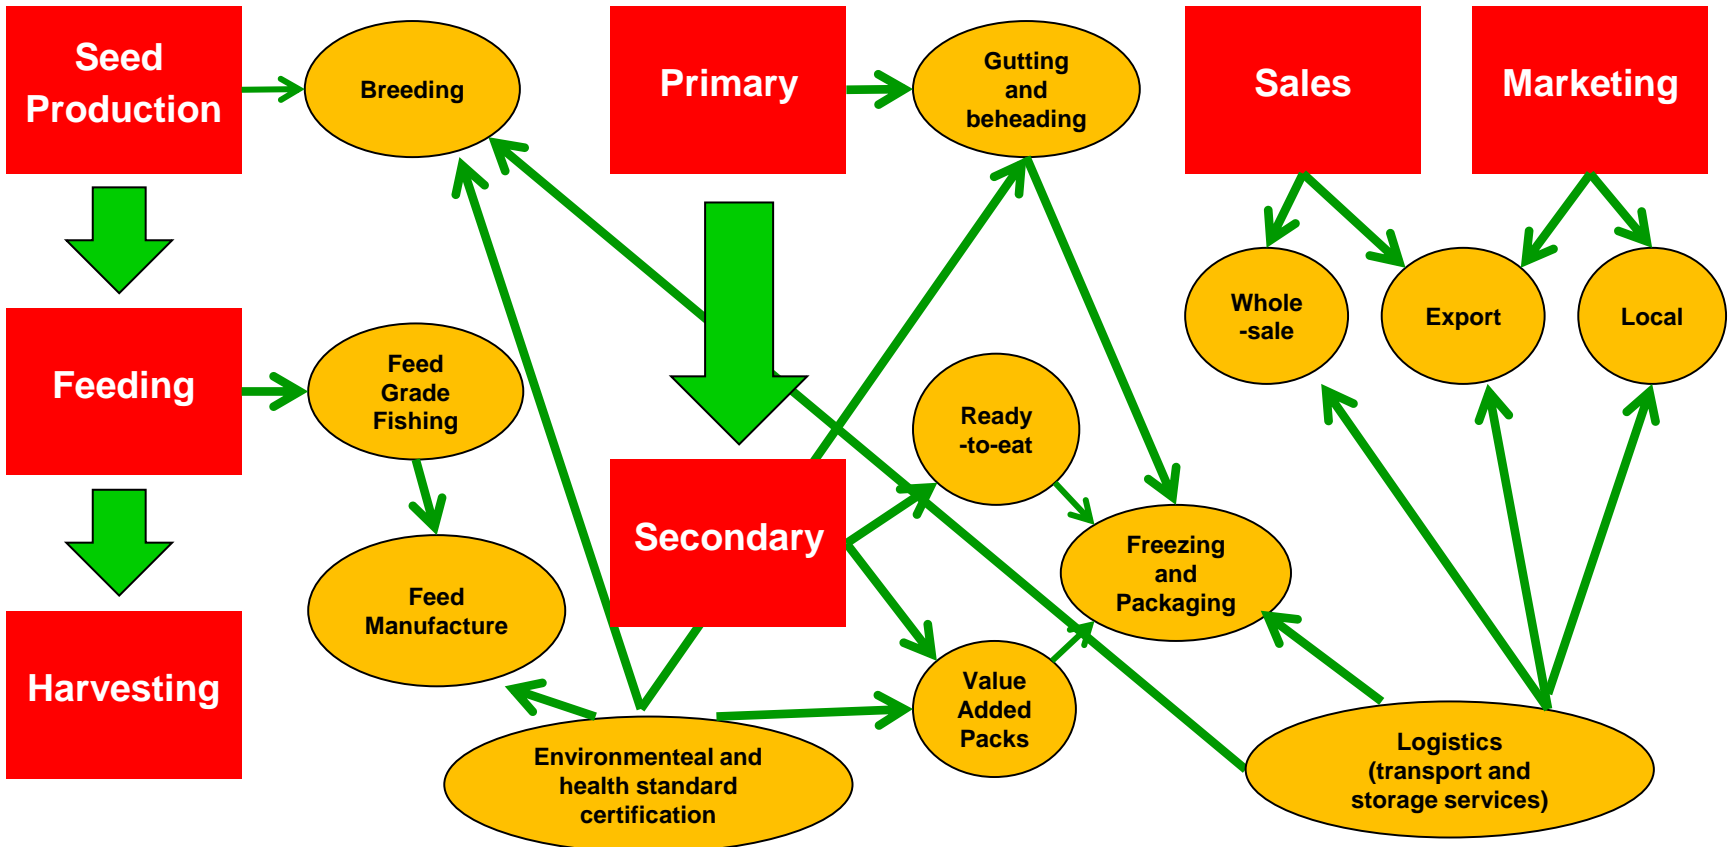 Seed
Production
Breeding
Primary
Gutting
and
beheading
Sales
Marketing
Whole
-sale
Export
Local
Feeding
Feed
Grade
Fishing
Ready
-to-eat
Secondary
Freezing
and
Packaging
Feed
Manufacture
Harvesting
Value
Added
Packs
Environmenteal and
health standard
certification
Logistics
(transport and
storage services)